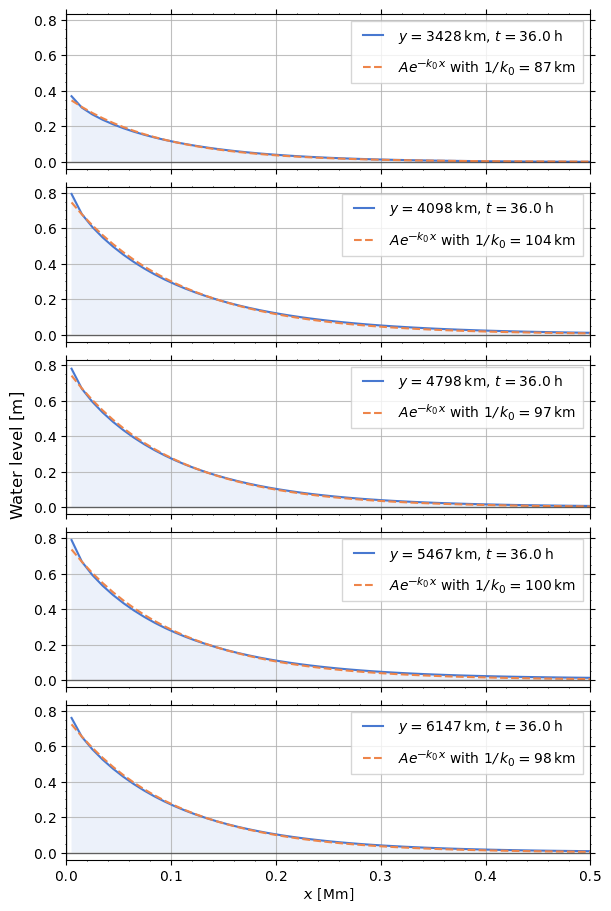 0.8
0.6
0.4
0.2
0.0
y = 3428 km, t = 36.0 h
Ae^{-k_0 x} with 1/k_0 = 87 km
0.8
0.6
0.4
0.2
0.0
y = 4098 km, t = 36.0 h
Ae^{-k_0 x} with 1/k_0 = 104 km
Water level [m]
0.8
0.6
0.4
0.2
0.0
y = 4798 km, t = 36.0 h
Ae^{-k_0 x} with 1/k_0 = 97 km
0.8
0.6
0.4
0.2
0.0
y = 5467 km, t = 36.0 h
Ae^{-k_0 x} with 1/k_0 = 100 km
0.8
0.6
0.4
0.2
0.0
y = 6147 km, t = 36.0 h
Ae^{-k_0 x} with 1/k_0 = 98 km
0.0 0.1 0.2 0.3 0.4 0.5
x [Mm]